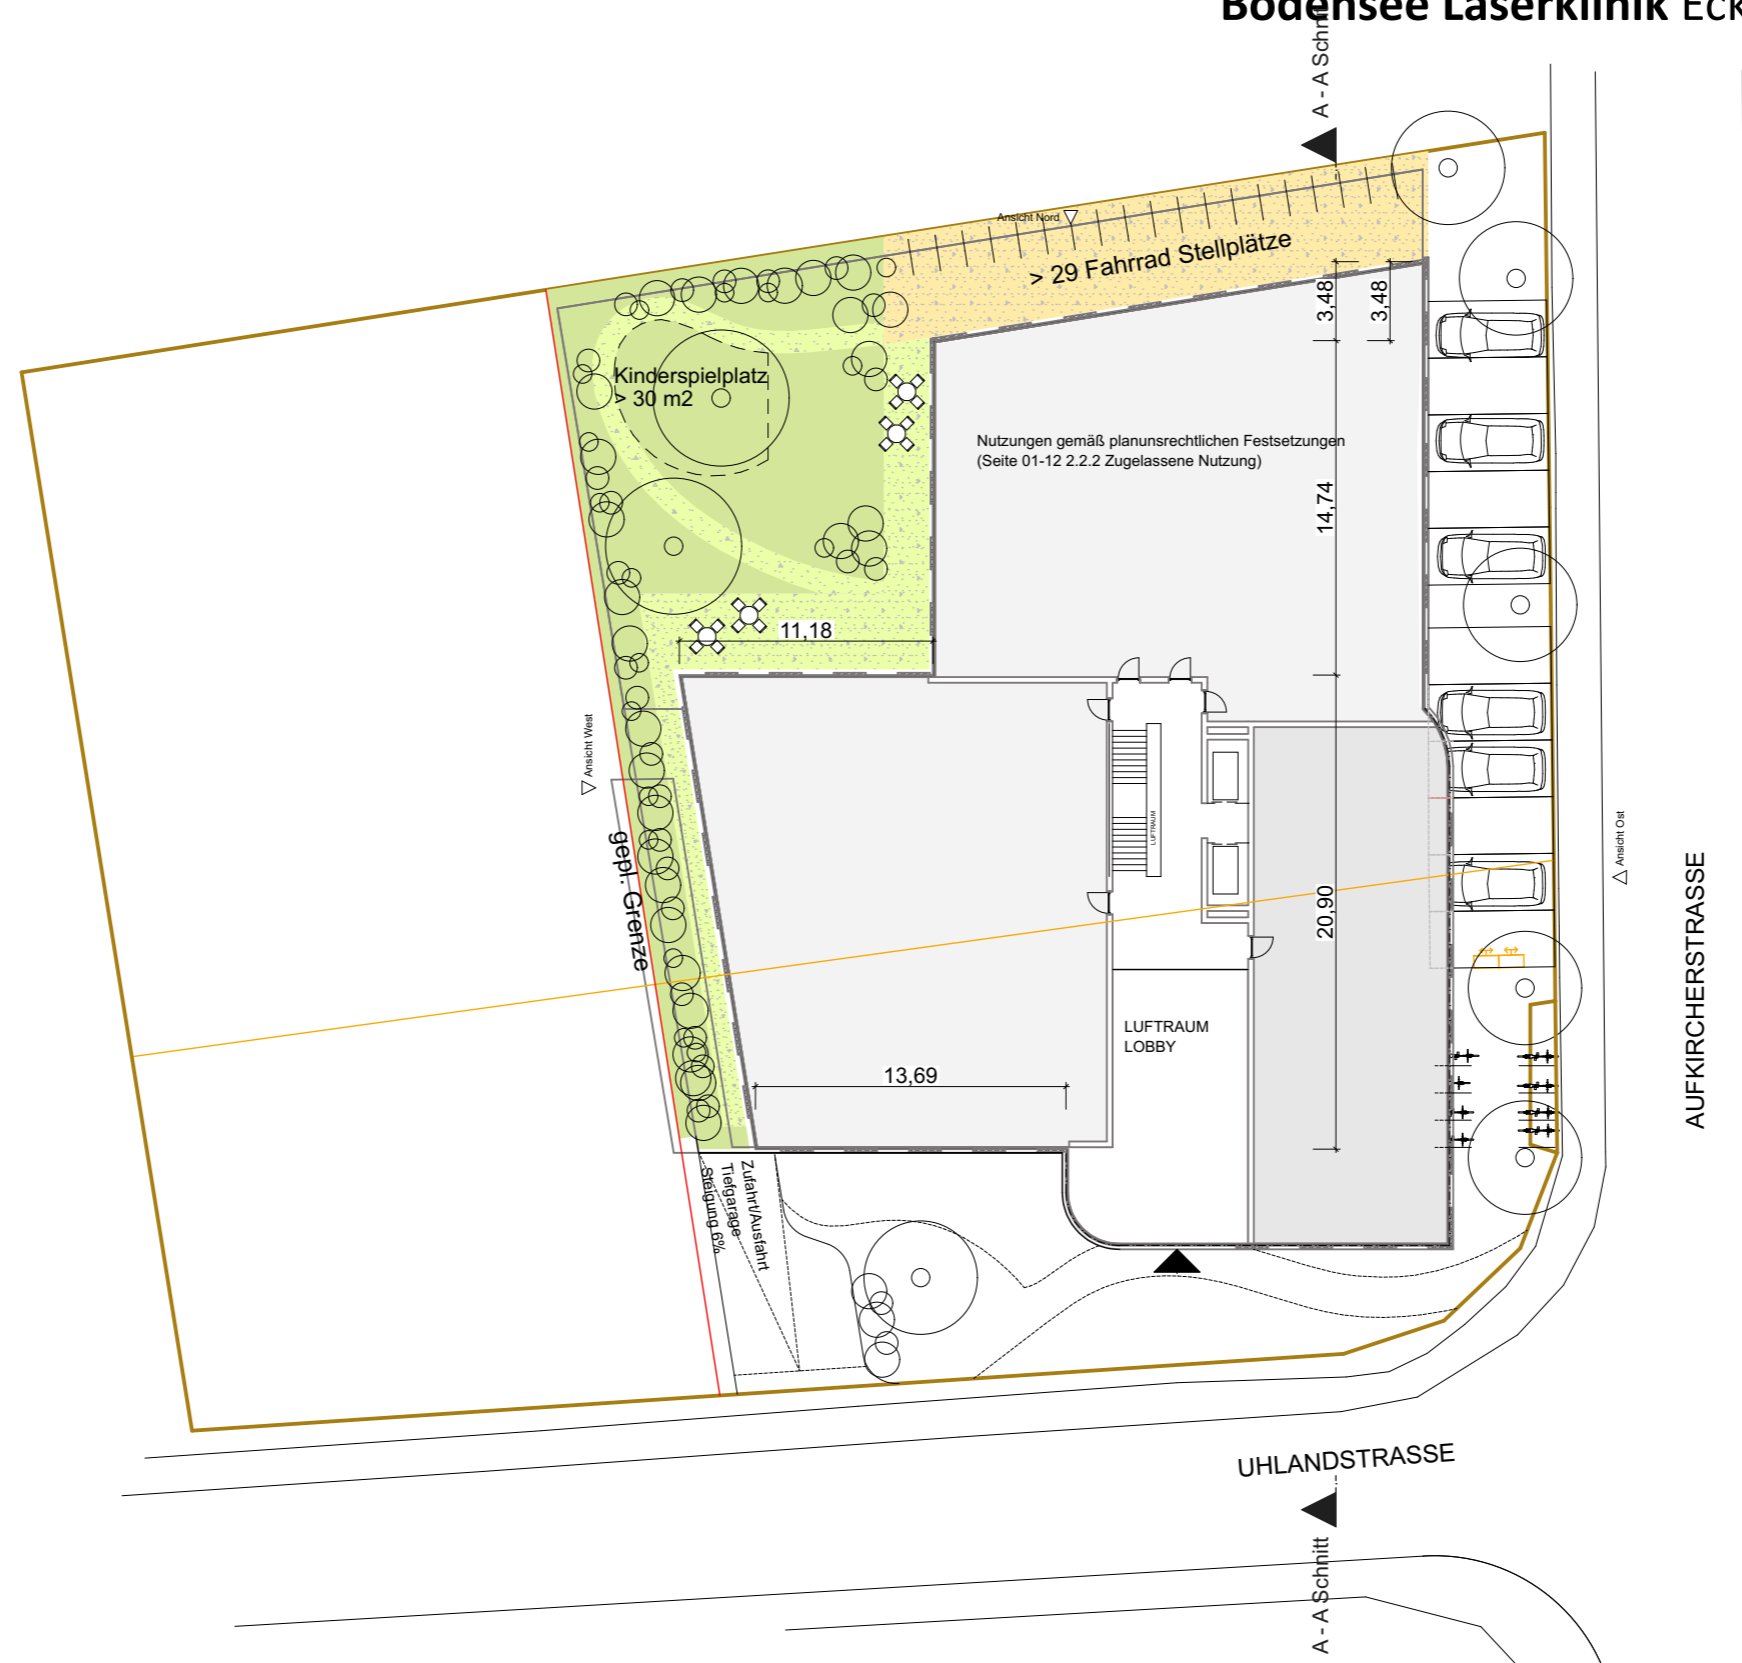 Bodensee Laserklinik Eck
A - A Schni
Ansicht Nord
> 29 Fahrrad Stellplätze
3,48
3,48
Kinderspielplatz
> 30 m2
Nutzungen gemäß planunsrechtlichen Festsetzungen
(Seite 01-12 2.2.2 Zugelassene Nutzung)
14,74
11,18
Ansicht West
gepl. Grenze
LUFTRAUM
20,90
Ansicht Ost
AUFKIRCHERSTRASSE
LUFTRAUM
LOBBY
13,69
Zufahrt/Ausfahrt
Tiefgarage
Steigung 6%
UHLANDSTRASSE
A - A Schnitt